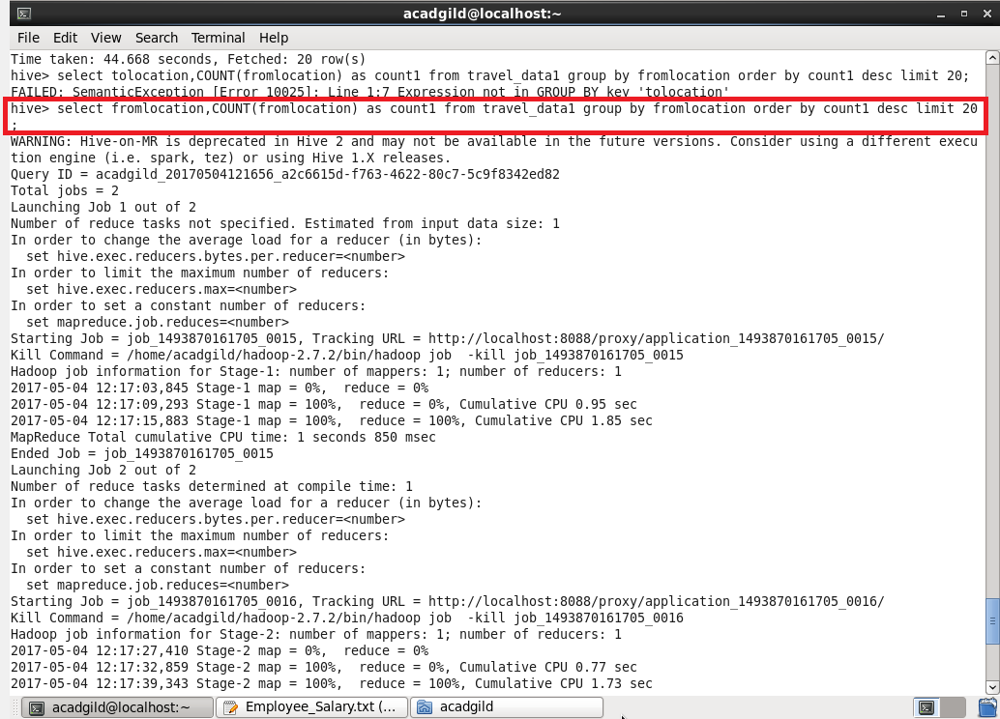 acadgild@localhost:~
File Edit View Search Terminal Help
Time taken: 44.668 seconds, Fetched: 20 row(s)
hive> select tolocation,COUNT(fromlocation) as count1 from travel_data1 group by fromlocation order by count1 desc limit 20;
FAILED: SemanticException [Error 10025]: Line 1:7 Expression not in GROUP BY key 'tolocation'
hive> select fromlocation,COUNT(fromlocation) as count1 from travel_data1 group by fromlocation order by count1 desc limit 20
;
WARNING: Hive-on-MR is deprecated in Hive 2 and may not be available in the future versions. Consider using a different execu
tion engine (i.e. spark, tez) or using Hive 1.X releases.
Query ID = acadgild_20170504121656_a2c6615d-f763-4622-80c7-5c9f8342ed82
Total jobs = 2
Launching Job 1 out of 2
Number of reduce tasks not specified. Estimated from input data size: 1
In order to change the average load for a reducer (in bytes):
  set hive.exec.reducers.bytes.per.reducer=<number>
In order to limit the maximum number of reducers:
  set hive.exec.reducers.max=<number>
In order to set a constant number of reducers:
  set mapreduce.job.reduces=<number>
Starting Job = job_1493870161705_0015, Tracking URL = http://localhost:8088/proxy/application_1493870161705_0015/
Kill Command = /home/acadgild/hadoop-2.7.2/bin/hadoop job  -kill job_1493870161705_0015
Hadoop job information for Stage-1: number of mappers: 1; number of reducers: 1
2017-05-04 12:17:03,845 Stage-1 map = 0%,  reduce = 0%
2017-05-04 12:17:09,293 Stage-1 map = 100%,  reduce = 0%, Cumulative CPU 0.95 sec
2017-05-04 12:17:15,883 Stage-1 map = 100%,  reduce = 100%, Cumulative CPU 1.85 sec
MapReduce Total cumulative CPU time: 1 seconds 850 msec
Ended Job = job_1493870161705_0015
Launching Job 2 out of 2
Number of reduce tasks determined at compile time: 1
In order to change the average load for a reducer (in bytes):
  set hive.exec.reducers.bytes.per.reducer=<number>
In order to limit the maximum number of reducers:
  set hive.exec.reducers.max=<number>
In order to set a constant number of reducers:
  set mapreduce.job.reduces=<number>
Starting Job = job_1493870161705_0016, Tracking URL = http://localhost:8088/proxy/application_1493870161705_0016/
Kill Command = /home/acadgild/hadoop-2.7.2/bin/hadoop job  -kill job_1493870161705_0016
Hadoop job information for Stage-2: number of mappers: 1; number of reducers: 1
2017-05-04 12:17:27,410 Stage-2 map = 0%,  reduce = 0%
2017-05-04 12:17:32,859 Stage-2 map = 100%,  reduce = 0%, Cumulative CPU 0.77 sec
2017-05-04 12:17:39,343 Stage-2 map = 100%,  reduce = 100%, Cumulative CPU 1.73 sec
acadgild@localhost:~ Employee_Salary.txt (... acadgild